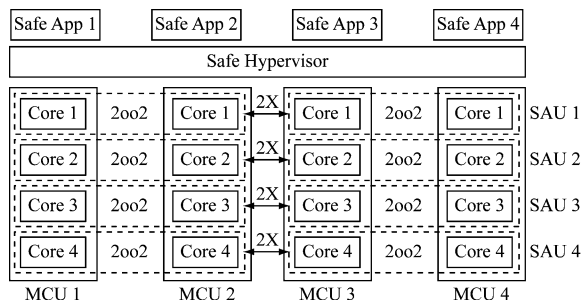 Safe App 1 Safe App 2 Safe App 3 Safe App 4
Safe Hypervisor
Core 1 2oo2 Core 1 2X Core 1 2oo2 Core 1 SAU 1
Core 2 2oo2 Core 2 2X Core 2 2oo2 Core 2 SAU 2
Core 3 2oo2 Core 3 2X Core 3 2oo2 Core 3 SAU 3
Core 4 2oo2 Core 4 2X Core 4 2oo2 Core 4 SAU 4
MCU 1 MCU 2 MCU 3 MCU 4